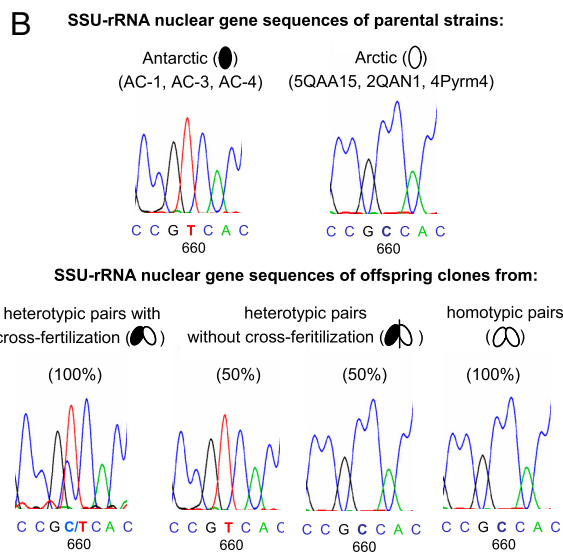 B
SSU-rRNA nuclear gene sequences of parental strains:
Antarctic ( )
(AC-1, AC-3, AC-4)
Arctic ( )
(5QAA15, 2QAN1, 4Pyrm4)
C C G T C A C
660
C C G C C A C
660
SSU-rRNA nuclear gene sequences of offspring clones from:
heterotypic pairs with
cross-fertilization ( )
(100%)
heterotypic pairs
without cross-feritilization ( )
(50%)
(50%)
homotypic pairs
( )
(100%)
C C G C/T C A C
660
C C G T C A C
660
C C G C C A C
660
C C G C C A C
660